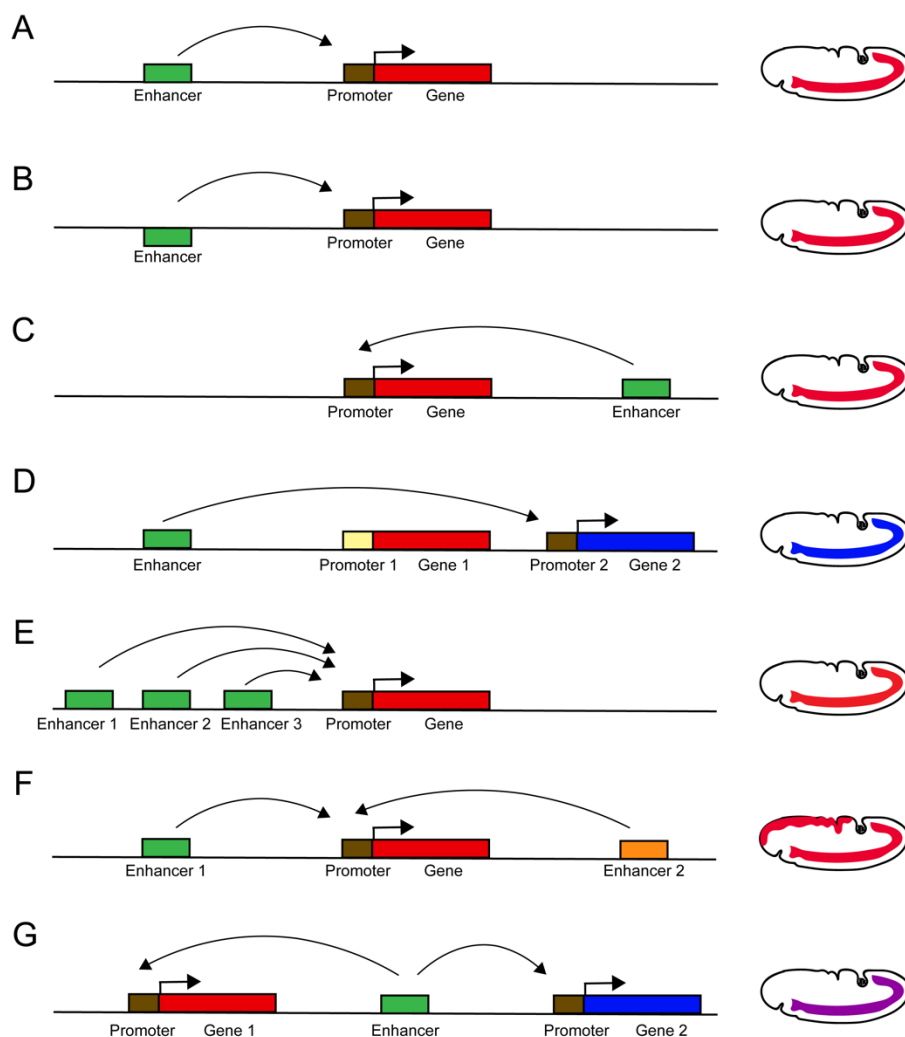 A
Enhancer Promoter Gene
B
Enhancer Promoter Gene
C
Promoter Gene Enhancer
D
Enhancer Promoter 1 Gene 1 Promoter 2 Gene 2
E
Enhancer 1 Enhancer 2 Enhancer 3 Promoter Gene
F
Enhancer 1 Promoter Gene Enhancer 2
G
Promoter Gene 1 Enhancer Promoter Gene 2